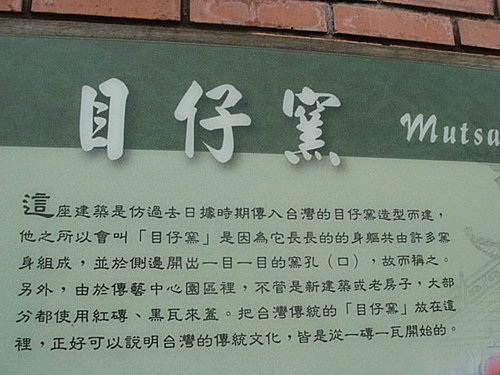 目仔窯 Mutsa
這座建築是仿過去日據時期傳入台灣的目仔窯造型而建，
他之所以會叫「目仔窯」是因為它長長的的身軀共由許多窯
身組成，並於側邊開出一目一目的窯孔（口），故而稱之。
另外，由於傳藝中心園區裡，不管是新建築或老房子，大部
分都使用紅磚、黑瓦來蓋。把台灣傳統的「目仔窯」放在這
裡，正好可以說明台灣的傳統文化，皆是從一磚一瓦開始的。